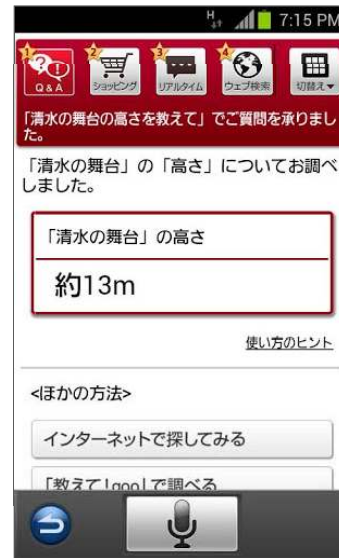 H 7:15 PM
1 2 3 4
Q&A ショッピング リアルタイム ウェブ検索 切替え▼
「清水の舞台の高さを教えて」でご質問を承りまし
た。
「清水の舞台」の「高さ」についてお調べ
しました。
「清水の舞台」の高さ
約13m
使い方のヒント
<ほかの方法>
インターネットで探してみる
「教えて!goo」で調べる